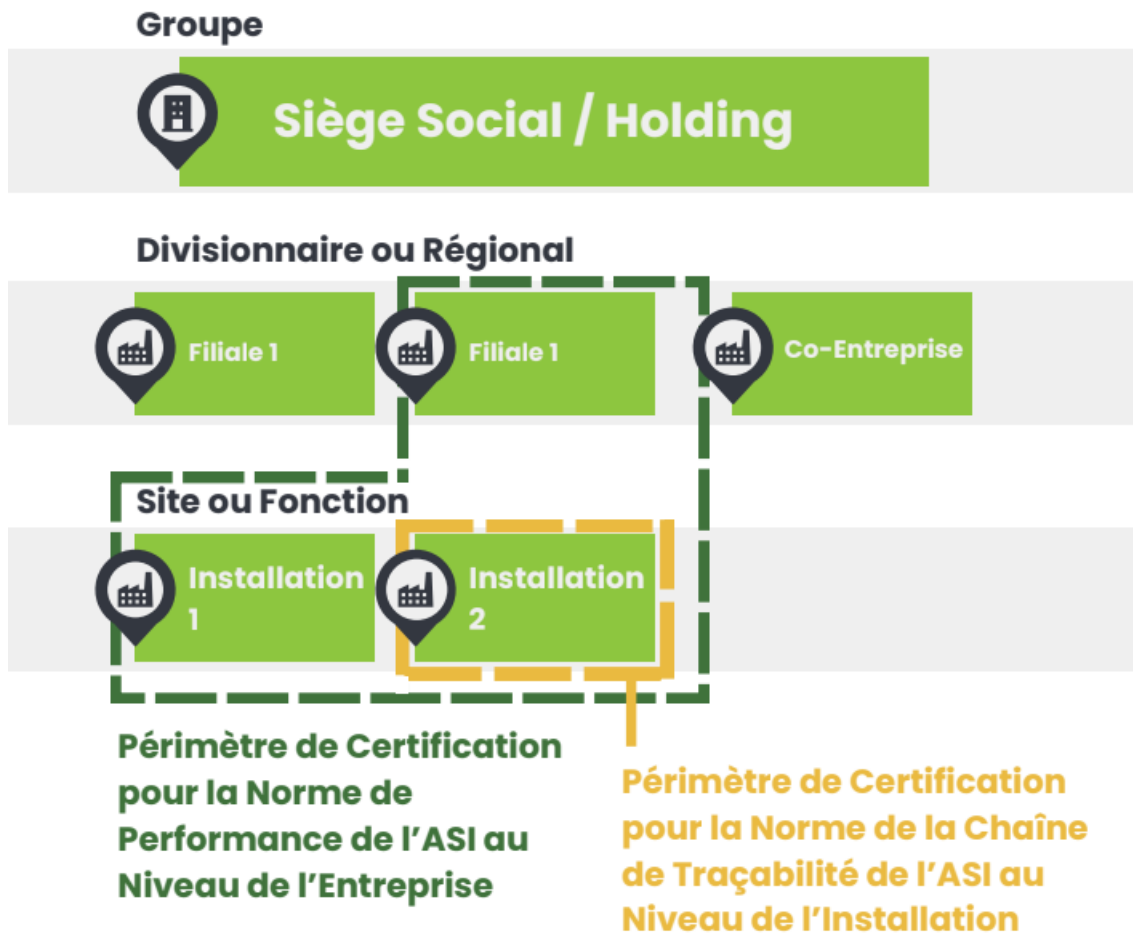 Groupe
Siège Social / Holding
Divisionnaire ou Régional
Filiale 1
Filiale 1
Co-Entreprise
Site ou Fonction
Installation
1
Installation
2
Périmètre de Certification
pour la Norme de
Performance de l'ASI au
Niveau de l'Entreprise
Périmètre de Certification
pour la Norme de la Chaîne
de Traçabilité de l'ASI au
Niveau de l'Installation